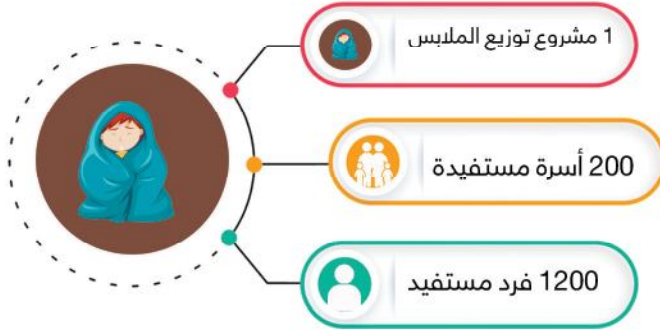 1 مشروع توزيع الملابس
200 أسرة مستفيدة
1200 فرد مستفيد